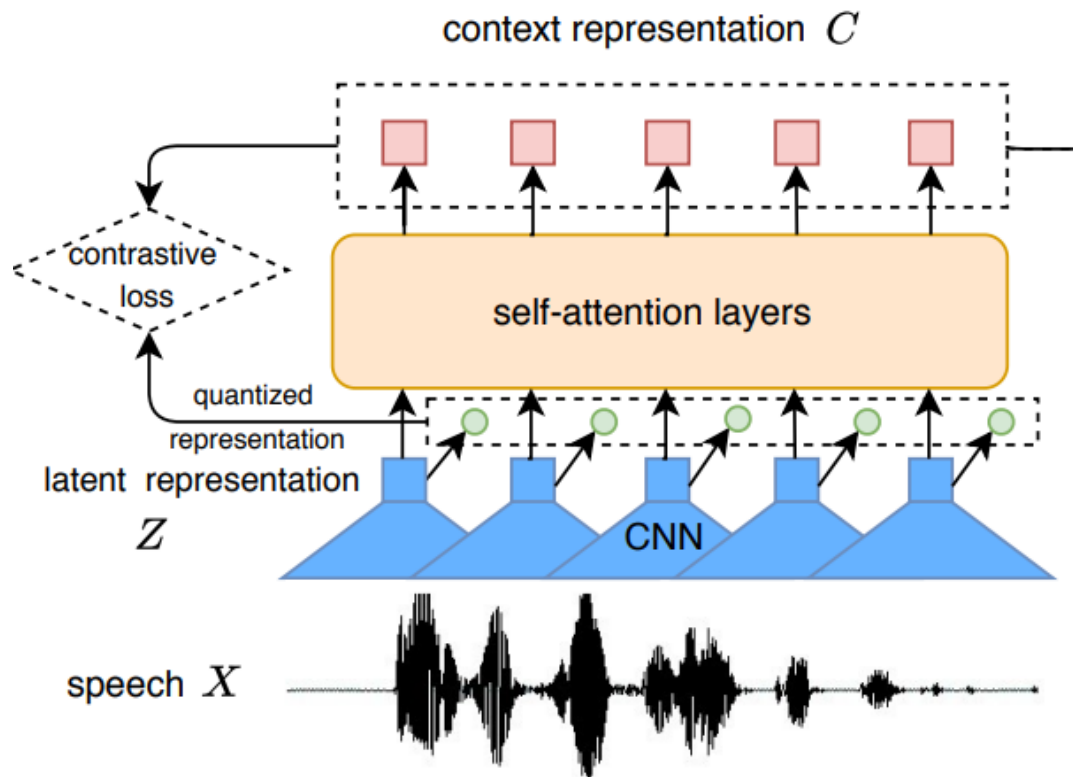 context representation C
contrastive
loss
self-attention layers
quantized
representation
latent representation
Z
CNN
speech X